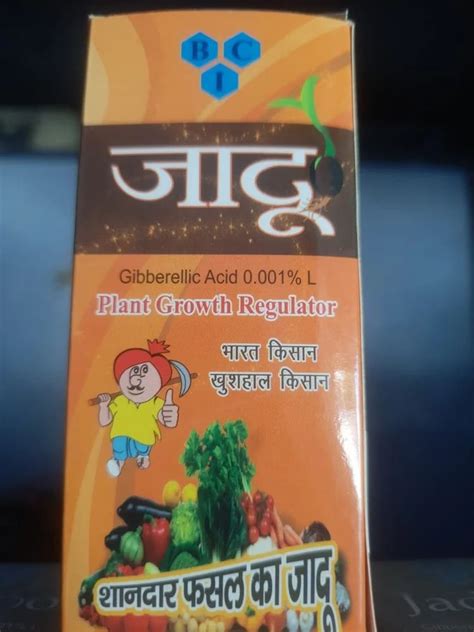 B C
I
जादू
Gibberellic Acid 0.001% L
Plant Growth Regulator
भारत किसान
खुशहाल किसान
शानदार फसल का जादू